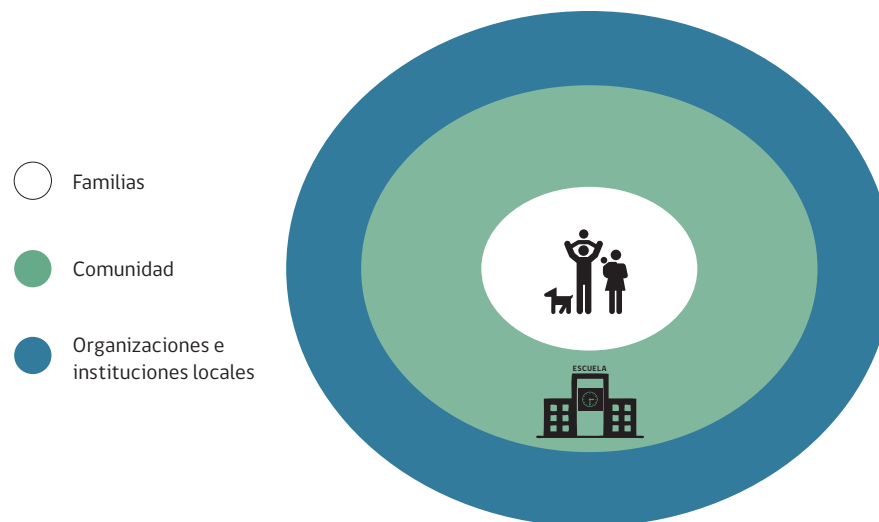 Familias
Comunidad
Organizaciones e
instituciones locales
ESCUELA